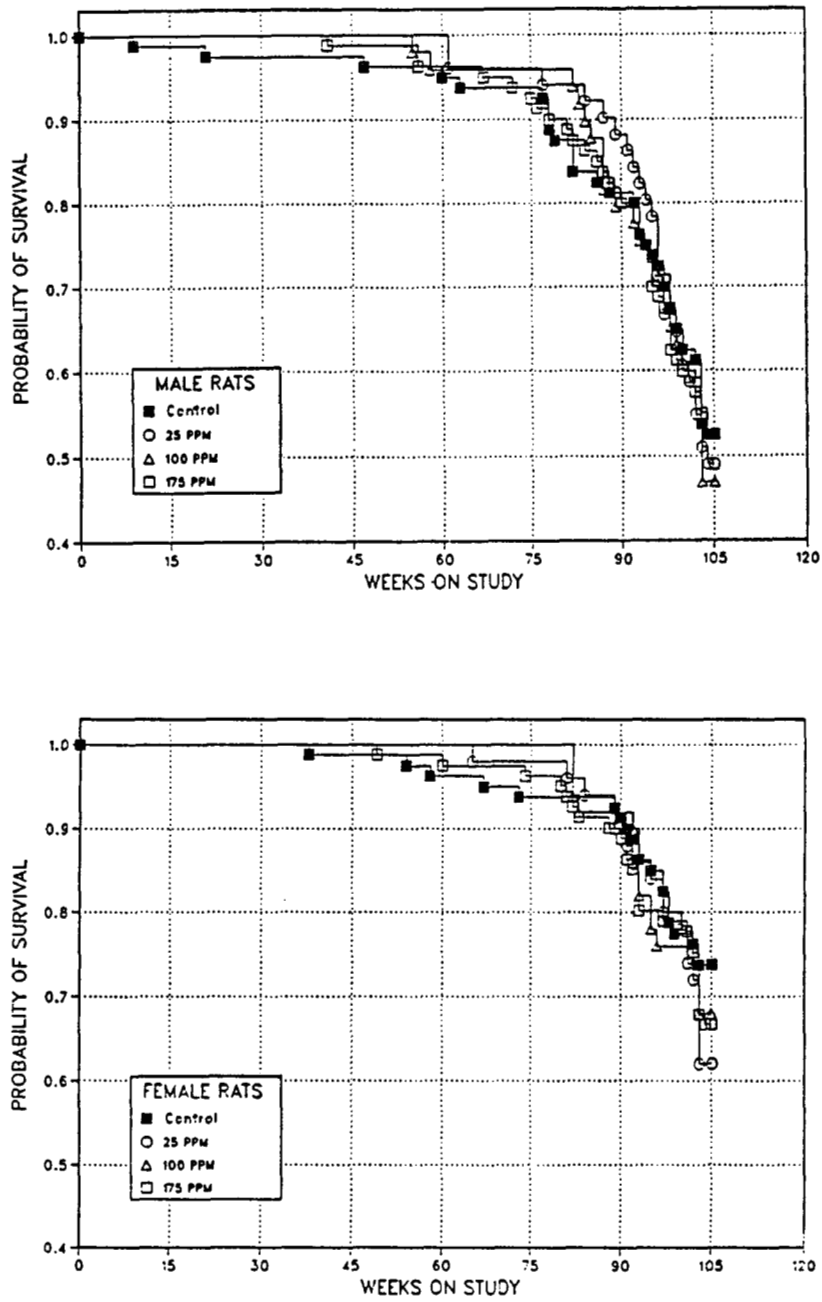 PROBABILITY OF SURVIVAL
1.0
0.9
0.8
0.7
0.6
0.5
0.4
MALE RATS
Control
25 PPM
100 PPM
175 PPM
0 15 30 45 60 75 90 105 120
WEEKS ON STUDY
PROBABILITY OF SURVIVAL
1.0
0.9
0.8
0.7
0.6
0.5
0.4
FEMALE RATS
Control
25 PPM
100 PPM
175 PPM
0 15 30 45 60 75 90 105 120
WEEKS ON STUDY